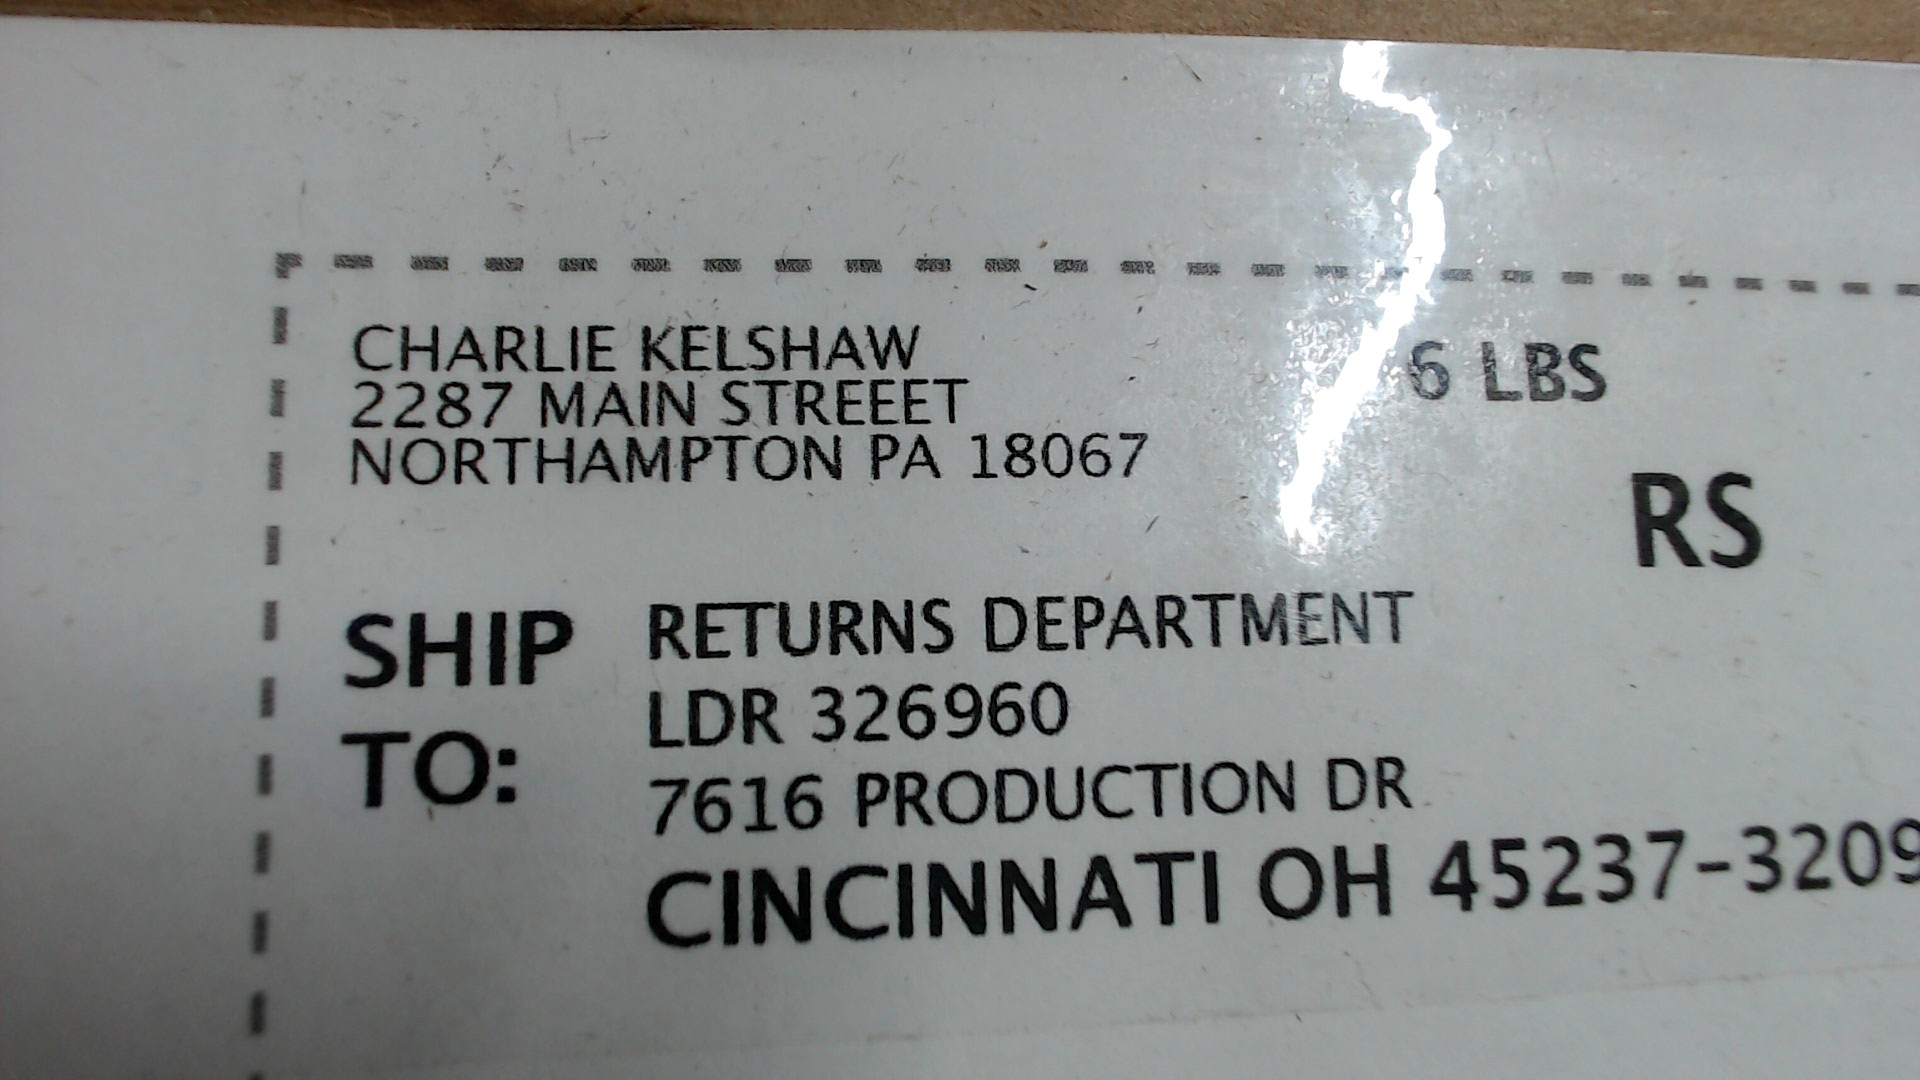 CHARLIE KELSHAW
2287 MAIN STREEET
NORTHAMPTON PA 18067
6 LBS
RS
SHIP TO:
RETURNS DEPARTMENT
LDR 326960
7616 PRODUCTION DR
CINCINNATI OH 45237-3209